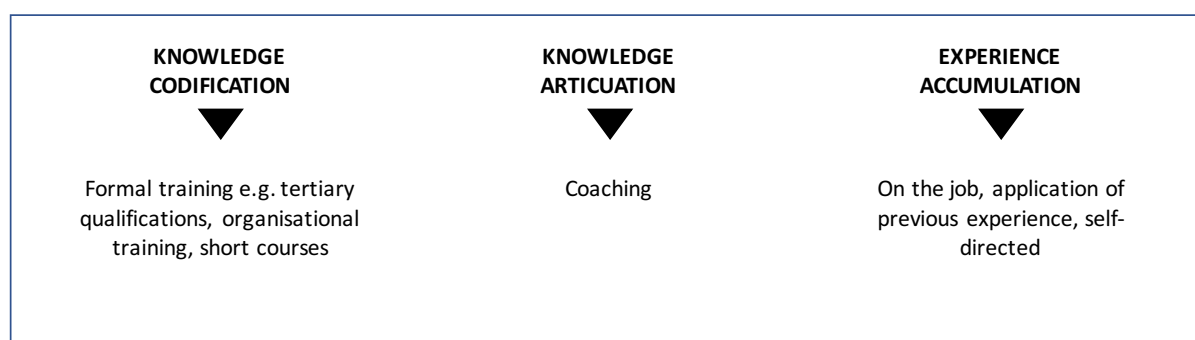 KNOWLEDGE
CODIFICATION
KNOWLEDGE
ARTICUATION
EXPERIENCE
ACCUMULATION
Formal training e.g. tertiary
qualifications, organisational
training, short courses
Coaching
On the job, application of
previous experience, self-
directed